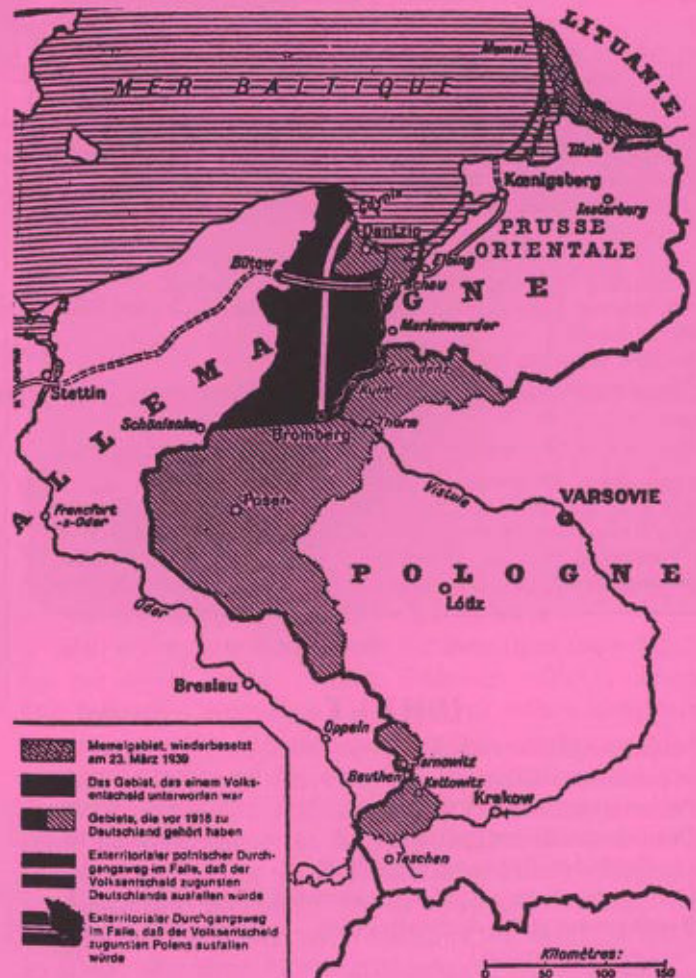 LITUANIE
Memel
MER BALTIQUE
Tilsit
Kœnigsberg
Insterburg
Gdynia
Dantzig
PRUSSE
ORIENTALE
Elbing
Bütow
Dirschau
ALLEMAGNE
Marienwerder
Stettin
Graudenz
Kulm
Schönlanke
Bromberg
Thorn
Vistule
VARSOVIE
Posen
Francfort
-s-Oder
POLOGNE
Lódz
Oder
Breslau
Oppeln
Tarnowitz
Beuthen
Kattowitz
Krakow
Teschen
Memelgebiet, wiederbesetzt
am 23. März 1939
Das Gebiet, das einem Volks-
entscheid unterworfen war
Gebiete, die vor 1918 zu
Deutschland gehört haben
Exterritorialer polnischer Durch-
gangsweg im Falle, daß der
Volksentscheid zugunsten
Deutschlands ausfallen würde
Exterritorialer Durchgangsweg
im Falle, daß der Volksentscheid
zugunsten Polens ausfallen
würde
Kilomètres:
0 50 100 150